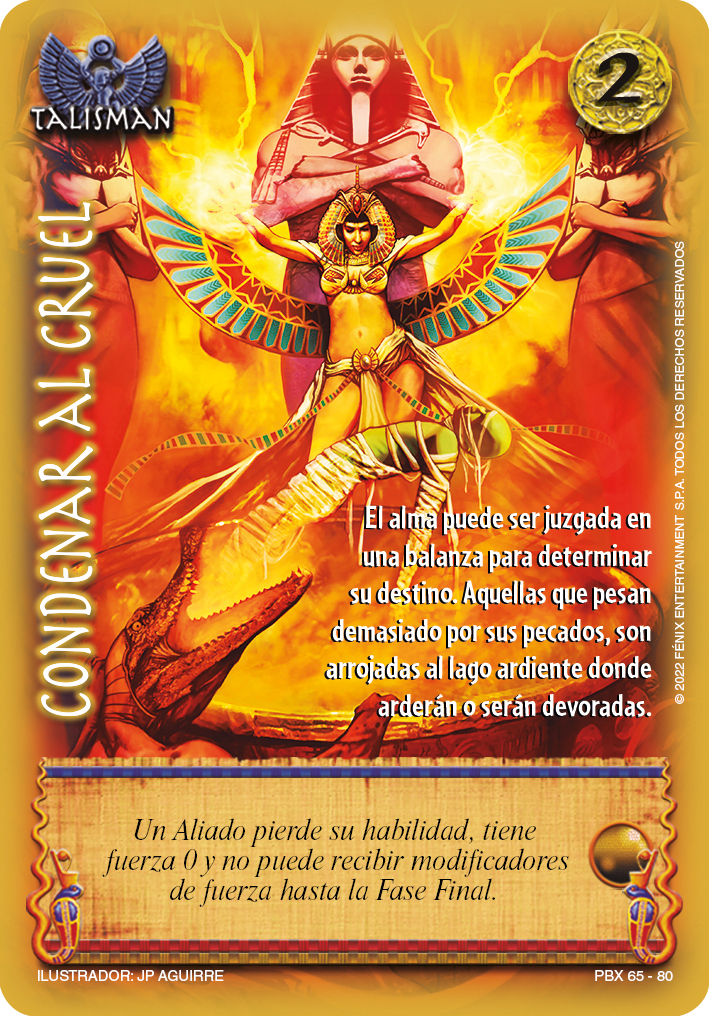 TALISMAN
2
CONDENAR AL CRUEL
El alma puede ser juzgada en
una balanza para determinar
su destino. Aquellas que pesan
demasiado por sus pecados, son
arrojadas al lago ardiente donde
arderán o serán devoradas.
© 2022 FÉNIX ENTERTAINMENT S.P.A. TODOS LOS DERECHOS RESERVADOS
Un Aliado pierde su habilidad, tiene
fuerza 0 y no puede recibir modificadores
de fuerza hasta la Fase Final.
ILUSTRADOR: JP AGUIRRE
PBX 65 - 80